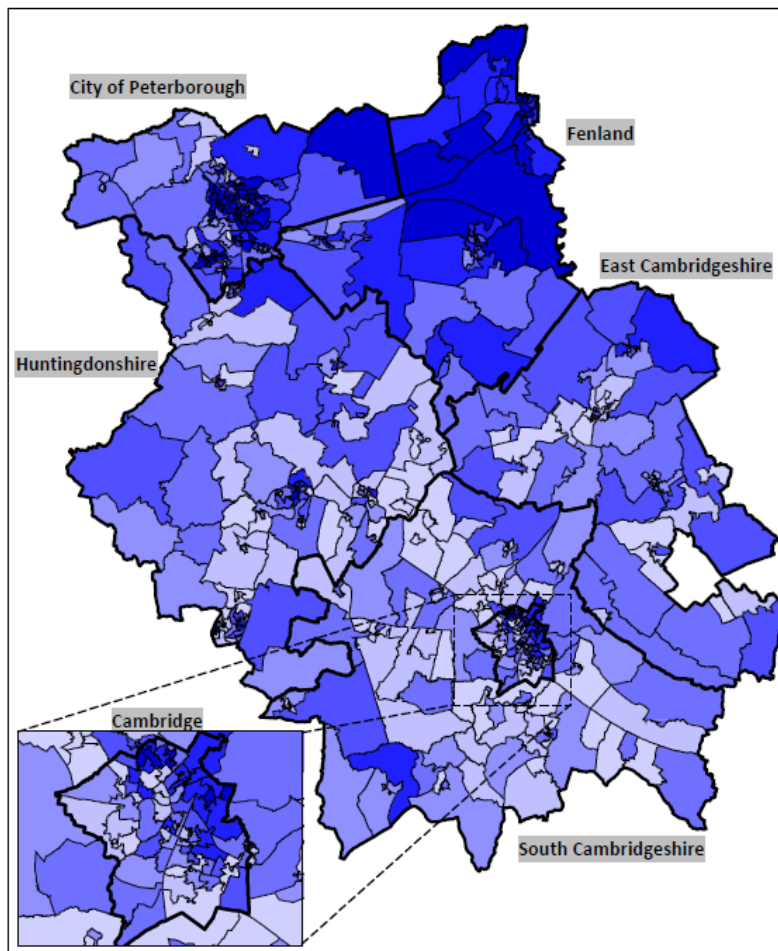 City of Peterborough
Fenland
East Cambridgeshire
Huntingdonshire
Cambridge
South Cambridgeshire